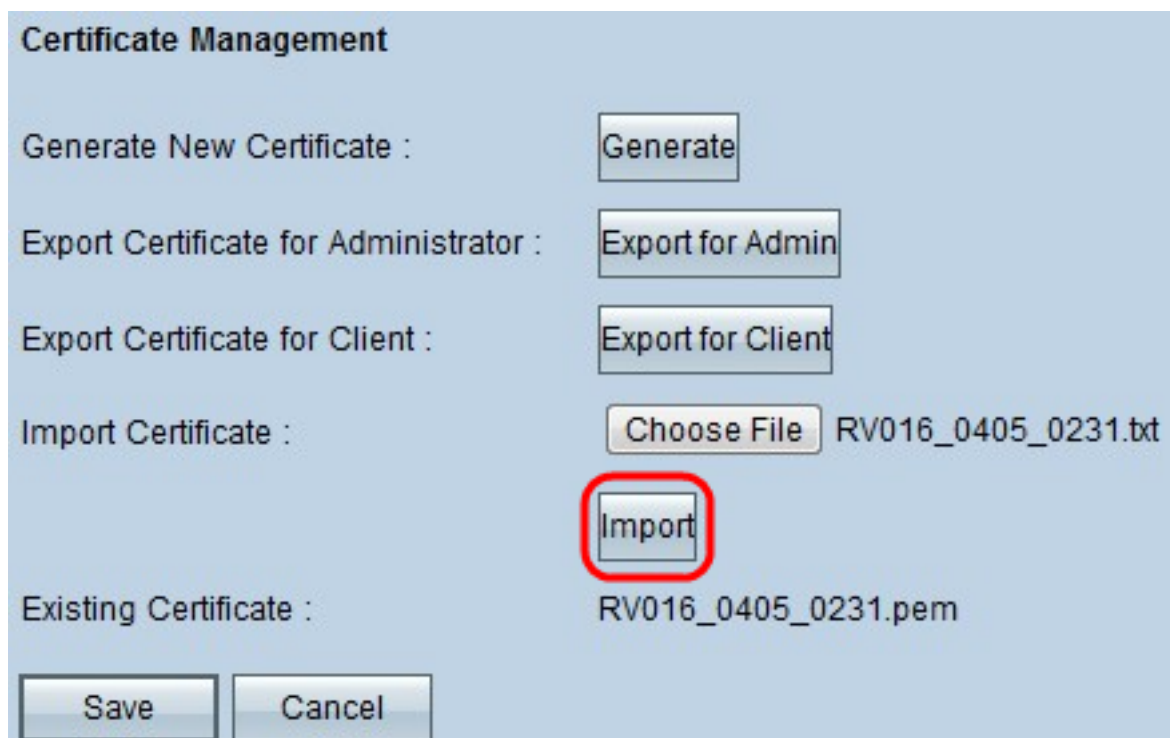 Certificate Management
Generate New Certificate : Generate
Export Certificate for Administrator : Export for Admin
Export Certificate for Client : Export for Client
Import Certificate : Choose File RV016_0405_0231.txt
Import
Existing Certificate : RV016_0405_0231.pem
Save Cancel